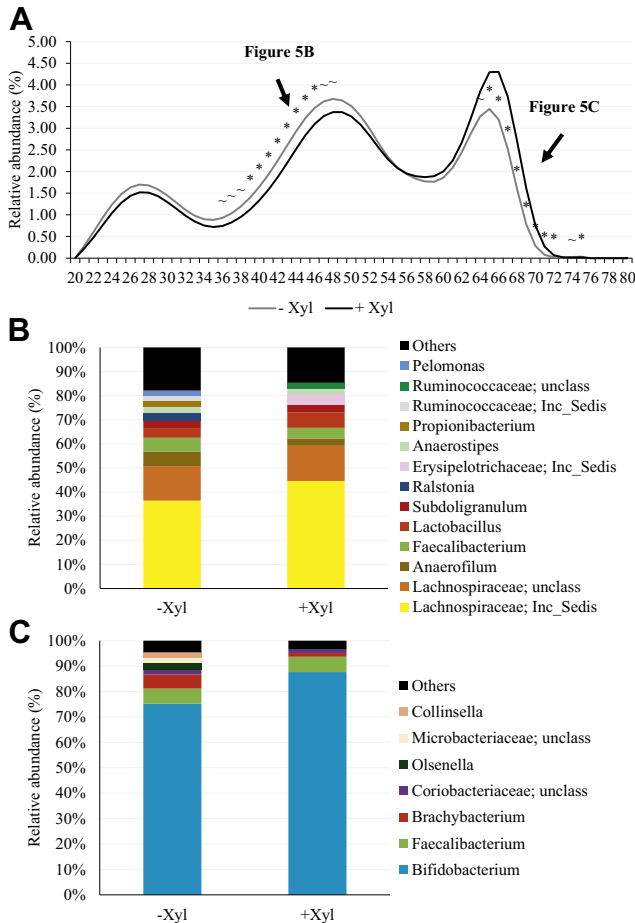 A
Relative abundance (%)
5.00
4.50
4.00
3.50
3.00
2.50
2.00
1.50
1.00
0.50
0.00
Figure 5B
Figure 5C
~~~********~~
~**********~*
20 22 24 26 28 30 32 34 36 38 40 42 44 46 48 50 52 54 56 58 60 62 64 66 68 70 72 74 76 78 80
- Xyl + Xyl
B
Relative abundance (%)
100%
90%
80%
70%
60%
50%
40%
30%
20%
10%
0%
-Xyl +Xyl
Others
Pelomonas
Ruminococcaceae; unclass
Ruminococcaceae; Inc_Sedis
Propionibacterium
Anaerostipes
Erysipelotrichaceae; Inc_Sedis
Ralstonia
Subdoligranulum
Lactobacillus
Faecalibacterium
Anaerofilum
Lachnospiraceae; unclass
Lachnospiraceae; Inc_Sedis
C
Relative abundance (%)
100%
90%
80%
70%
60%
50%
40%
30%
20%
10%
0%
-Xyl +Xyl
Others
Collinsella
Microbacteriaceae; unclass
Olsenella
Coriobacteriaceae; unclass
Brachybacterium
Faecalibacterium
Bifidobacterium